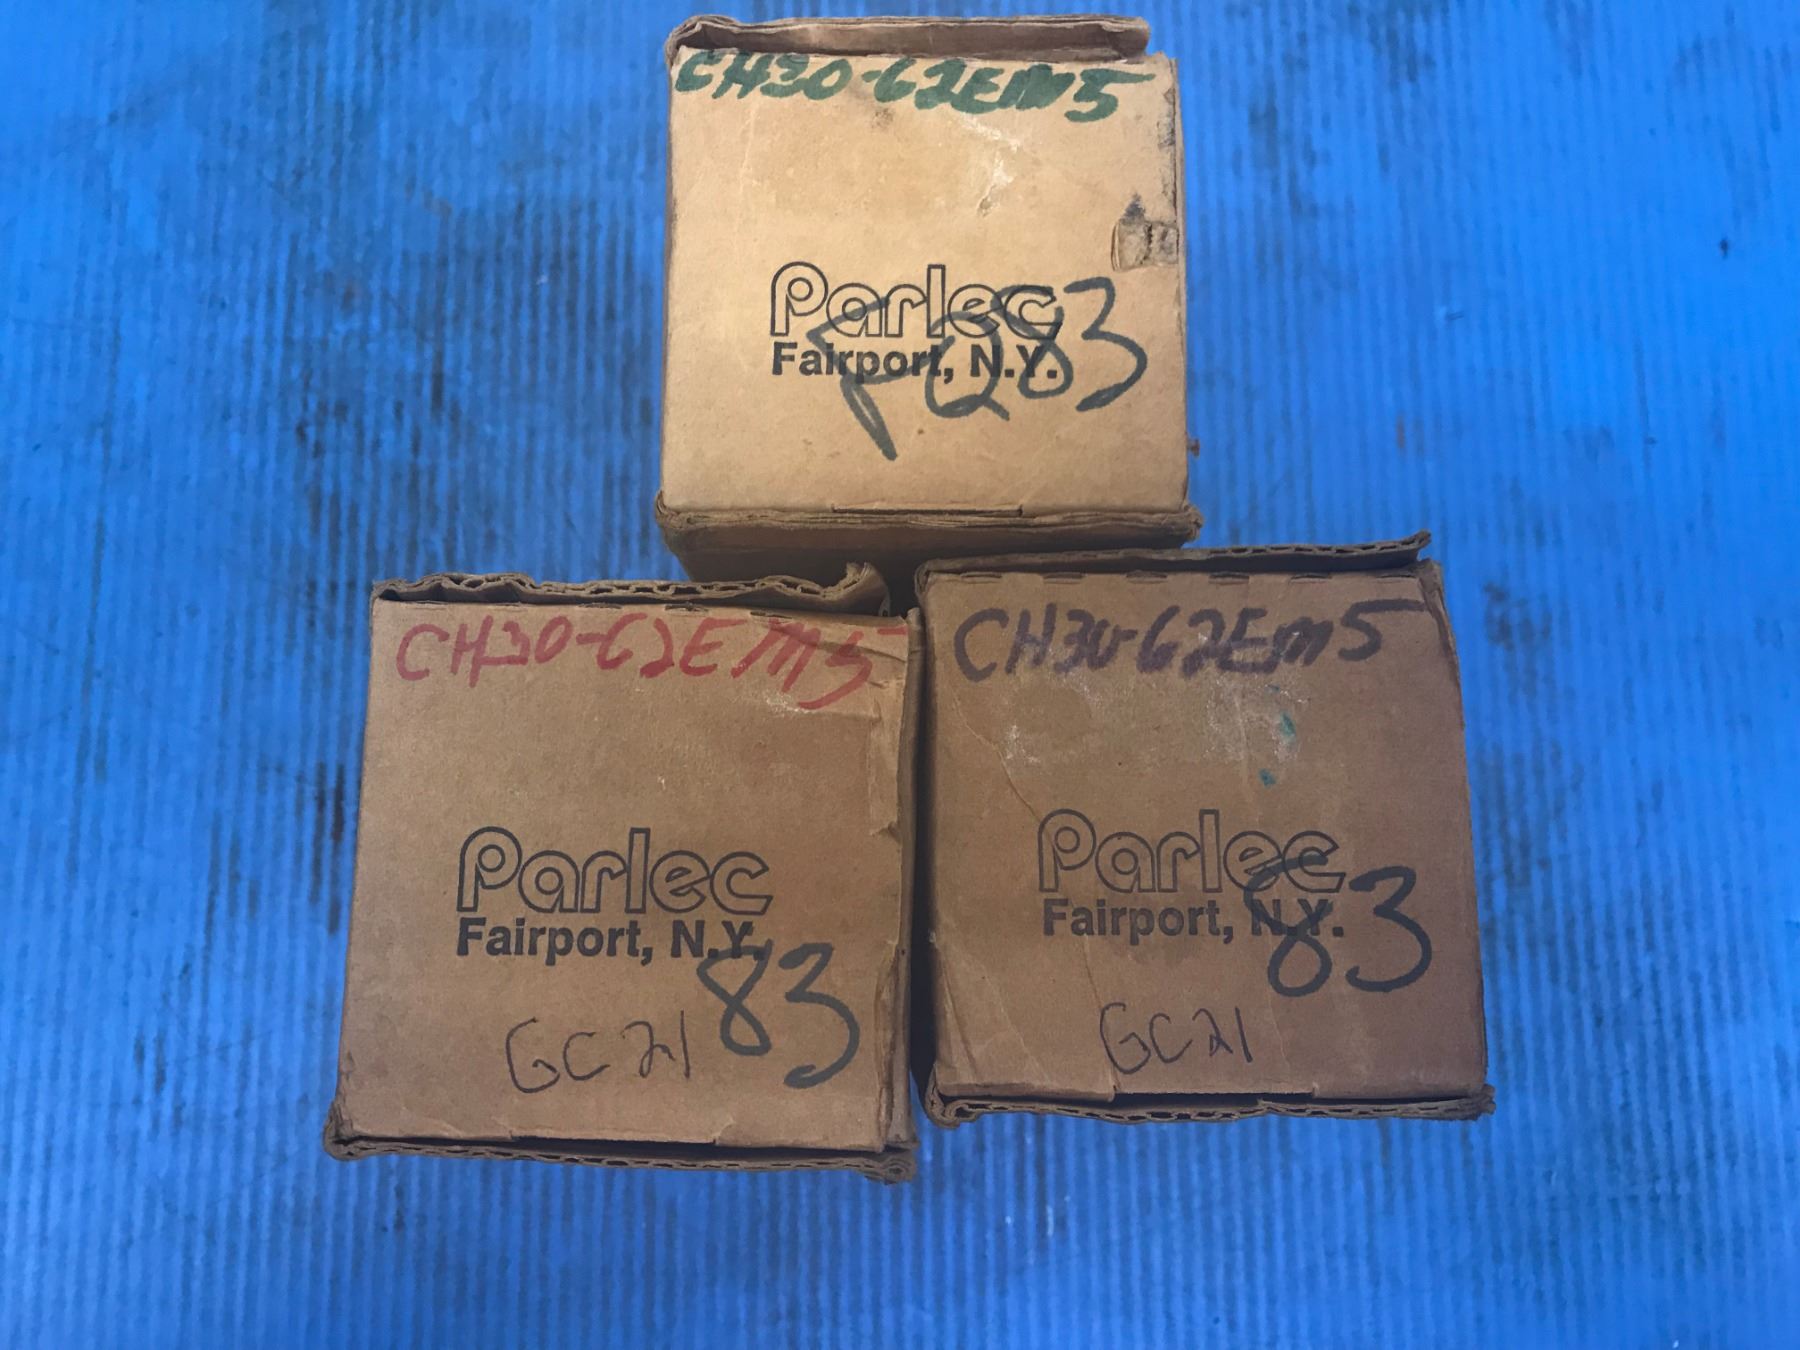 CH30-62EM5
Parlec
Fairport, N.Y.
83
CH30-62EM5
Parlec
Fairport, N.Y.
83
GC21
CH30-62EM5
Parlec
Fairport, N.Y.
83
GC21